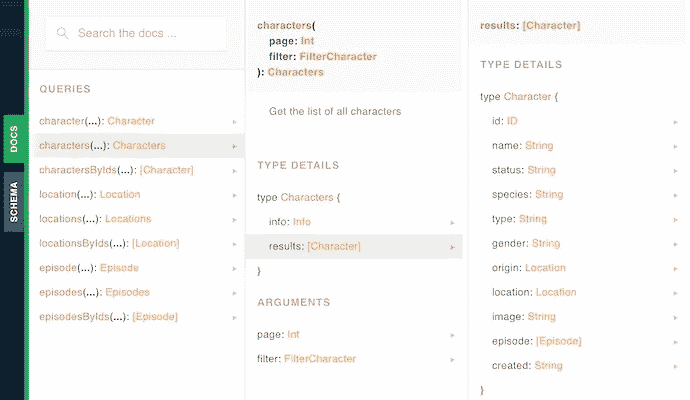 DOCS
SCHEMA
Search the docs ...
QUERIES
character(...): Character
characters(...): Characters
charactersByIds(...): [Character]
location(...): Location
locations(...): Locations
locationsByIds(...): [Location]
episode(...): Episode
episodes(...): Episodes
episodesByIds(...): [Episode]
characters(
page: Int
filter: FilterCharacter
): Characters
Get the list of all characters
TYPE DETAILS
type Characters {
info: Info
results: [Character]
}
ARGUMENTS
page: Int
filter: FilterCharacter
results: [Character]
TYPE DETAILS
type Character {
id: ID
name: String
status: String
species: String
type: String
gender: String
origin: Location
location: Location
image: String
episode: [Episode]
created: String
}